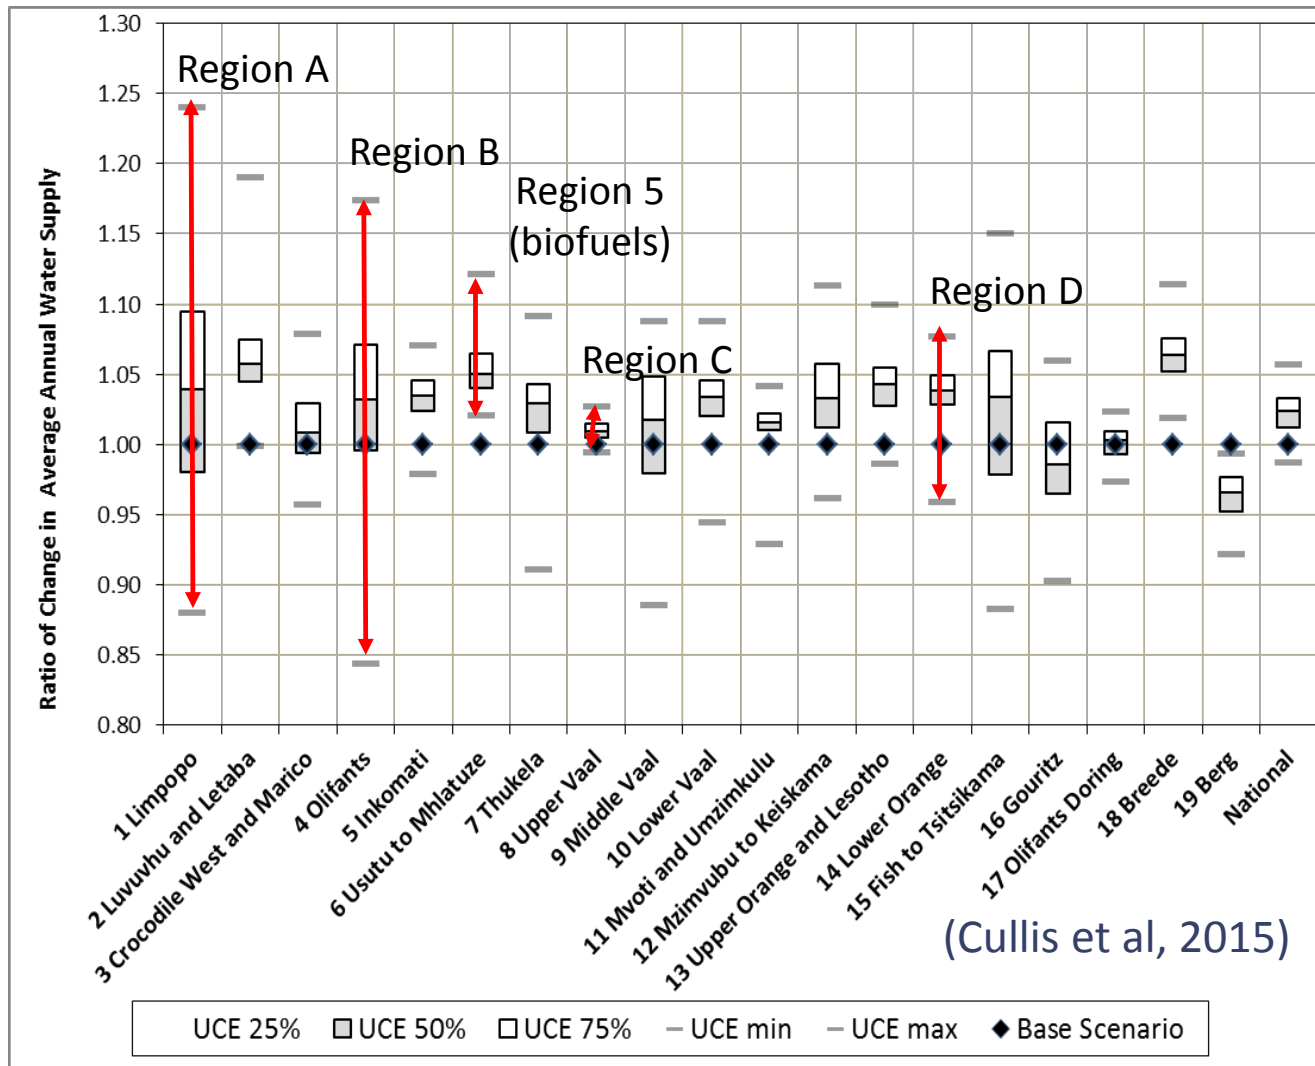 1.30
1.25
1.20
1.15
1.10
1.05
1.00
0.95
0.90
0.85
0.80
Ratio of Change in Average Annual Water Supply
Region A
Region B
Region 5
(biofuels)
Region C
Region D
1 Limpopo
2 Luvuvhu and Letaba
3 Crocodile West and Marico
4 Olifants
5 Inkomati
6 Usutu to Mhlatuze
7 Thukela
8 Upper Vaal
9 Middle Vaal
10 Lower Vaal
11 Mvoti and Umzimkulu
12 Mzimvubu to Keiskama
13 Upper Orange and Lesotho
14 Lower Orange
15 Fish to Tsitsikama
16 Gouritz
17 Olifants Doring
18 Breede
19 Berg
National
(Cullis et al, 2015)
UCE 25% UCE 50% UCE 75% UCE min UCE max Base Scenario